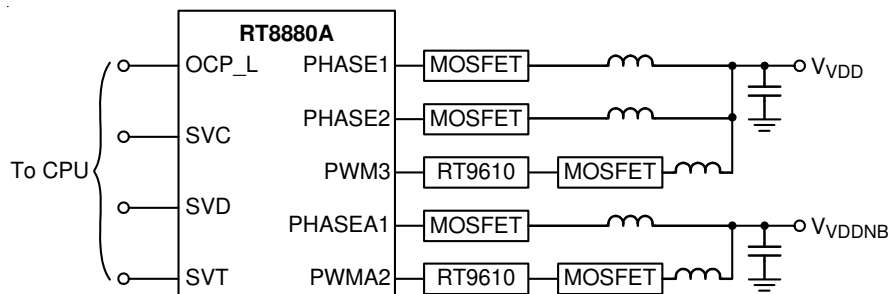 RT8880A
OCP_L PHASE1 MOSFET V_VDD
PHASE2 MOSFET
SVC
To CPU PWM3 RT9610 MOSFET
SVD PHASEA1 MOSFET V_VDDNB
SVT PWMA2 RT9610 MOSFET